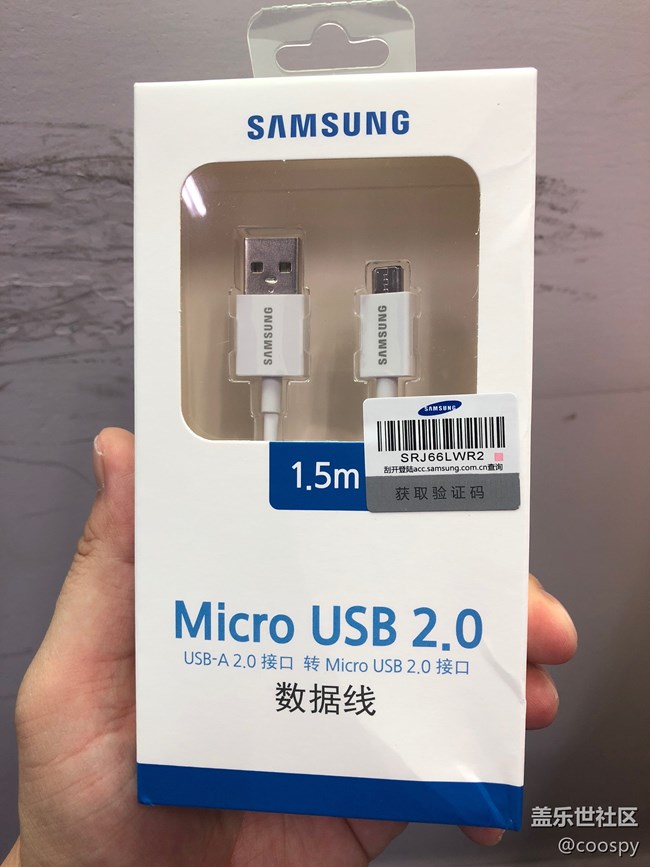 SAMSUNG
SAMSUNG
SAMSUNG
SAMSUNG
SRJ66LWR2
刮开登陆acc.samsung.com.cn查询
获取验证码
1.5m
Micro USB 2.0
USB-A 2.0 接口 转 Micro USB 2.0 接口
数据线
盖乐世社区
@coospy